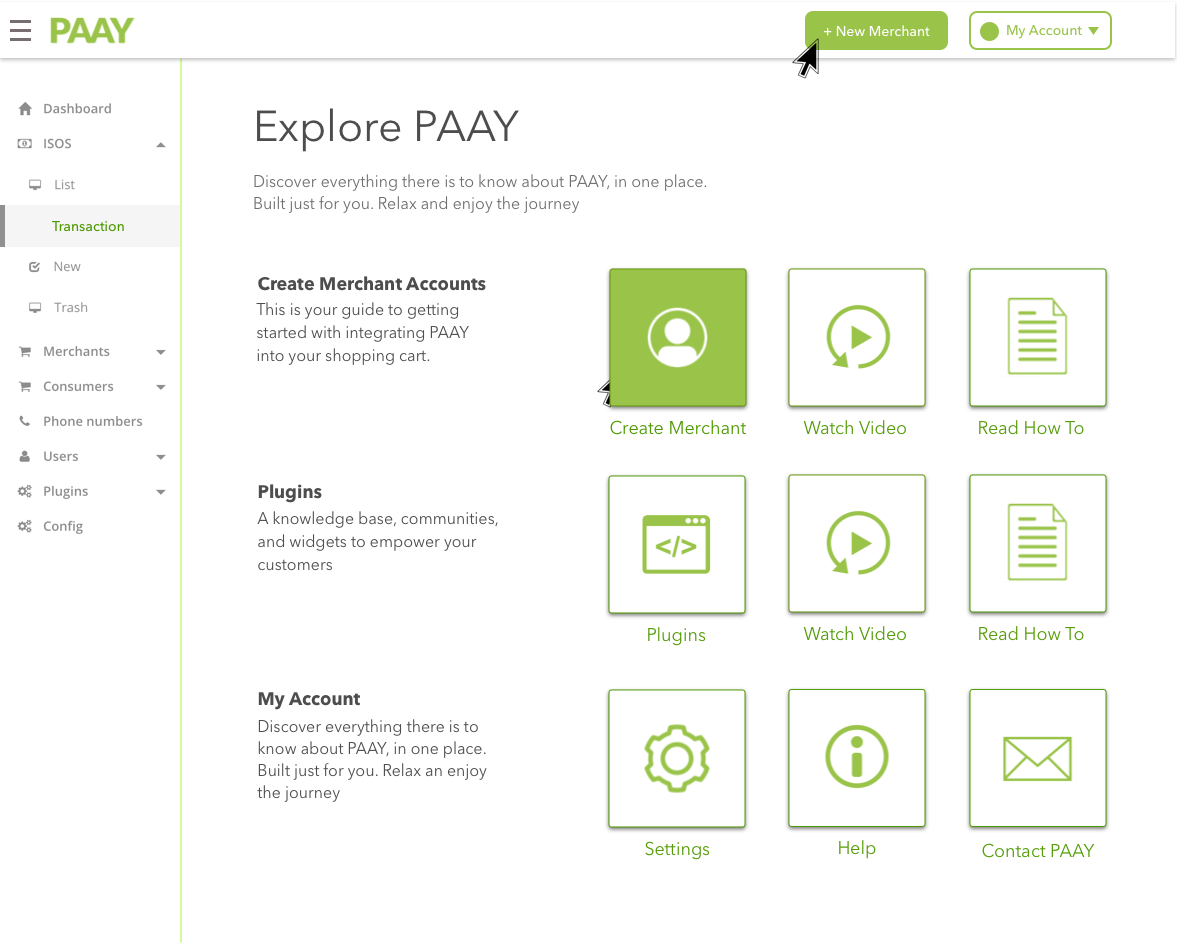 PAAY
+ New Merchant
My Account
Dashboard
ISOS
List
Transaction
New
Trash
Merchants
Consumers
Phone numbers
Users
Plugins
Config
Explore PAAY
Discover everything there is to know about PAAY, in one place.
Built just for you. Relax and enjoy the journey
Create Merchant Accounts
This is your guide to getting
started with integrating PAAY
into your shopping cart.
Create Merchant
Watch Video
Read How To
Plugins
A knowledge base, communities,
and widgets to empower your
customers
</>
Plugins
Watch Video
Read How To
My Account
Discover everything there is to
know about PAAY, in one place.
Built just for you. Relax an enjoy
the journey
Settings
Help
Contact PAAY